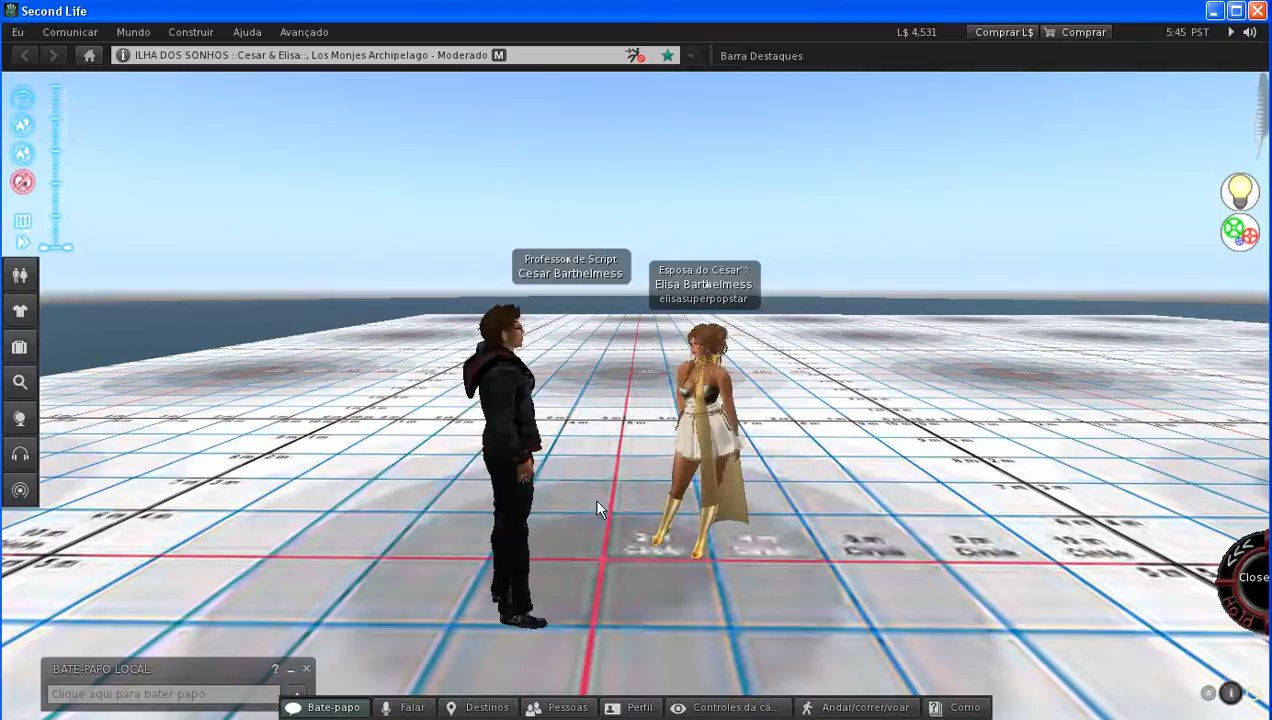 Second Life
Eu Comunicar Mundo Construir Ajuda Avançado L$ 4,531 Comprar L$ Comprar 5:45 PST
ILHA DOS SONHOS ::Cesar & Elisa::, Los Monjes Archipelago - Moderado M Barra Destaques
Professor de Script
Cesar Barthelmess
Esposa do César™
Elisa Barthelmess
elisasuperpopstar
Close
Hold
BATE-PAPO LOCAL ?
Clique aqui para bater papo
Bate-papo Falar Destinos Pessoas Perfil Controles da câ... Andar/correr/voar Como